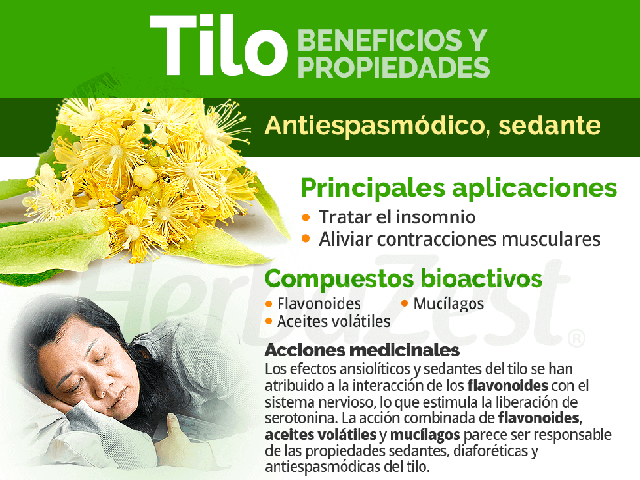 Tilo BENEFICIOS Y
PROPIEDADES
Antiespasmódico, sedante
Principales aplicaciones
• Tratar el insomnio
• Aliviar contracciones musculares
Compuestos bioactivos
• Flavonoides • Mucílagos
• Aceites volátiles
HerbaZest®
Acciones medicinales
Los efectos ansiolíticos y sedantes del tilo se han
atribuido a la interacción de los flavonoides con el
sistema nervioso, lo que estimula la liberación de
serotonina. La acción combinada de flavonoides,
aceites volátiles y mucílagos parece ser responsable
de las propiedades sedantes, diaforéticas y
antiespasmódicas del tilo.